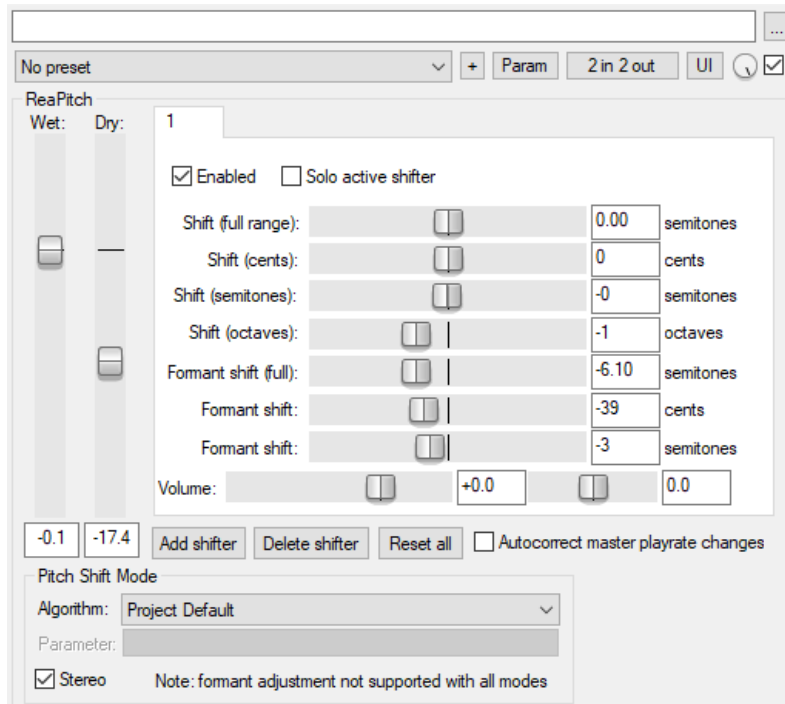 ...
No preset + Param 2 in 2 out UI
ReaPitch
Wet: Dry: 1
Enabled Solo active shifter
Shift (full range): 0.00 semitones
Shift (cents): 0 cents
Shift (semitones): -0 semitones
Shift (octaves): -1 octaves
Formant shift (full): -6.10 semitones
Formant shift: -39 cents
Formant shift: -3 semitones
Volume: +0.0 0.0
-0.1 -17.4 Add shifter Delete shifter Reset all Autocorrect master playrate changes
Pitch Shift Mode
Algorithm: Project Default
Parameter:
Stereo Note: formant adjustment not supported with all modes